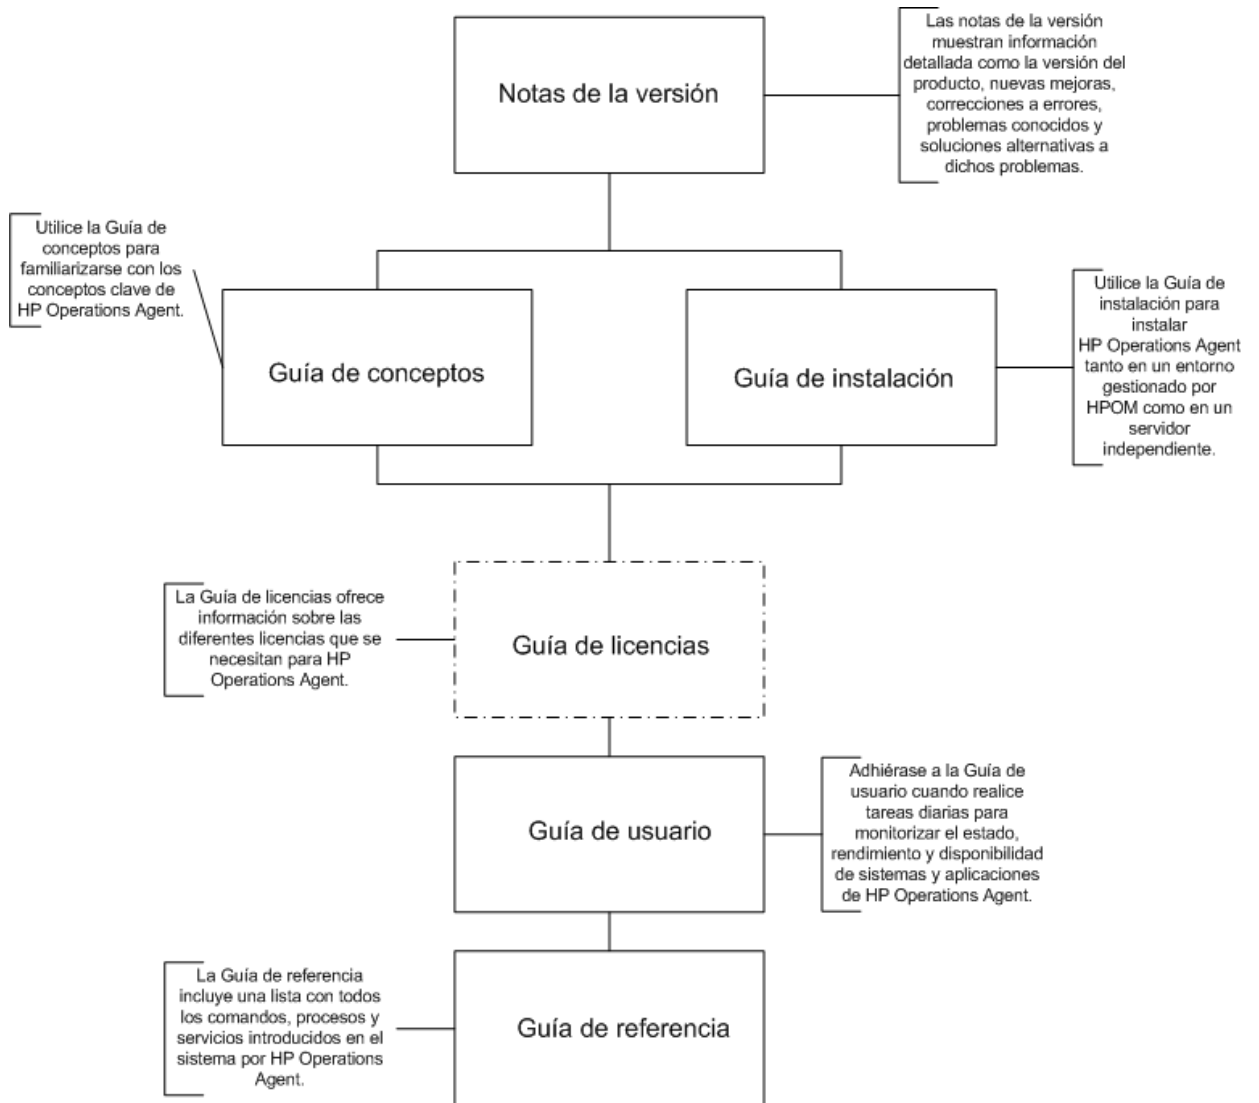 Notas de la versión
Las notas de la versión
muestran información
detallada como la versión del
producto, nuevas mejoras,
correcciones a errores,
problemas conocidos y
soluciones alternativas a
dichos problemas.
Utilice la Guía de
conceptos para
familiarizarse con los
conceptos clave de
HP Operations Agent.
Guía de conceptos
Guía de instalación
Utilice la Guía de
instalación para
instalar
HP Operations Agent
tanto en un entorno
gestionado por
HPOM como en un
servidor
independiente.
La Guía de licencias ofrece
información sobre las
diferentes licencias que se
necesitan para HP
Operations Agent.
Guía de licencias
Guía de usuario
Adhiérase a la Guía de
usuario cuando realice
tareas diarias para
monitorizar el estado,
rendimiento y disponibilidad
de sistemas y aplicaciones
de HP Operations Agent.
La Guía de referencia
incluye una lista con todos
los comandos, procesos y
servicios introducidos en el
sistema por HP Operations
Agent.
Guía de referencia